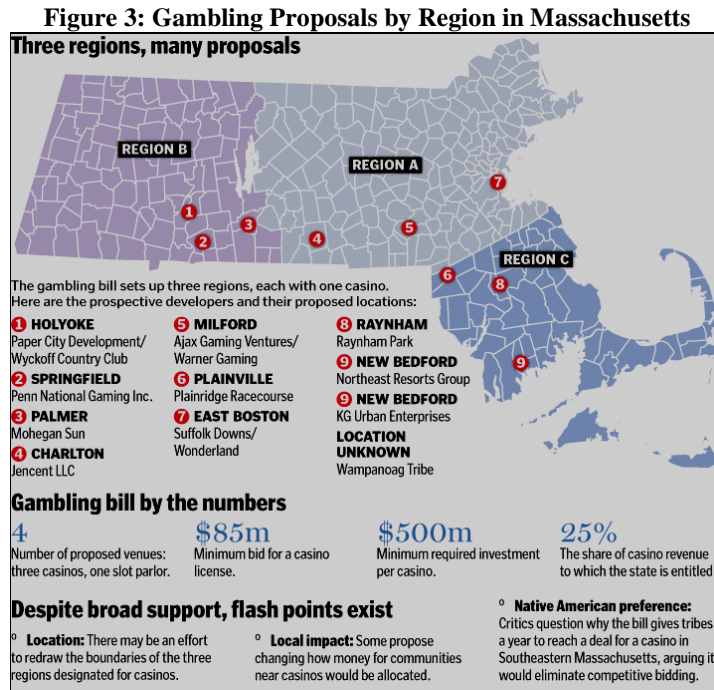 Figure 3: Gambling Proposals by Region in Massachusetts
Three regions, many proposals
REGION B
REGION A
7
1
3
2
4
5
REGION C
6
8
9
The gambling bill sets up three regions, each with one casino.
Here are the prospective developers and their proposed locations:
1 HOLYOKE
Paper City Development/
Wyckoff Country Club
2 SPRINGFIELD
Penn National Gaming Inc.
3 PALMER
Mohegan Sun
4 CHARLTON
Jencent LLC
5 MILFORD
Ajax Gaming Ventures/
Warner Gaming
6 PLAINVILLE
Plainridge Racecourse
7 EAST BOSTON
Suffolk Downs/
Wonderland
8 RAYNHAM
Raynham Park
9 NEW BEDFORD
Northeast Resorts Group
9 NEW BEDFORD
KG Urban Enterprises
LOCATION
UNKNOWN
Wampanoag Tribe
Gambling bill by the numbers
4
Number of proposed venues:
three casinos, one slot parlor.
$85m
Minimum bid for a casino
license.
$500m
Minimum required investment
per casino.
25%
The share of casino revenue
to which the state is entitled
Despite broad support, flash points exist
° Location: There may be an effort
to redraw the boundaries of the three
regions designated for casinos.
° Local impact: Some propose
changing how money for communities
near casinos would be allocated.
° Native American preference:
Critics question why the bill gives tribes
a year to reach a deal for a casino in
Southeastern Massachusetts, arguing it
would eliminate competitive bidding.